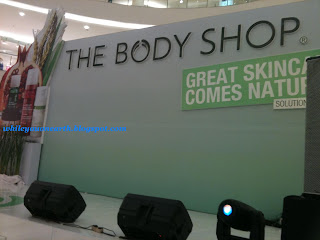 THE BODY SHOP
GREAT SKINCA
COMES NATUR
SOLUTION